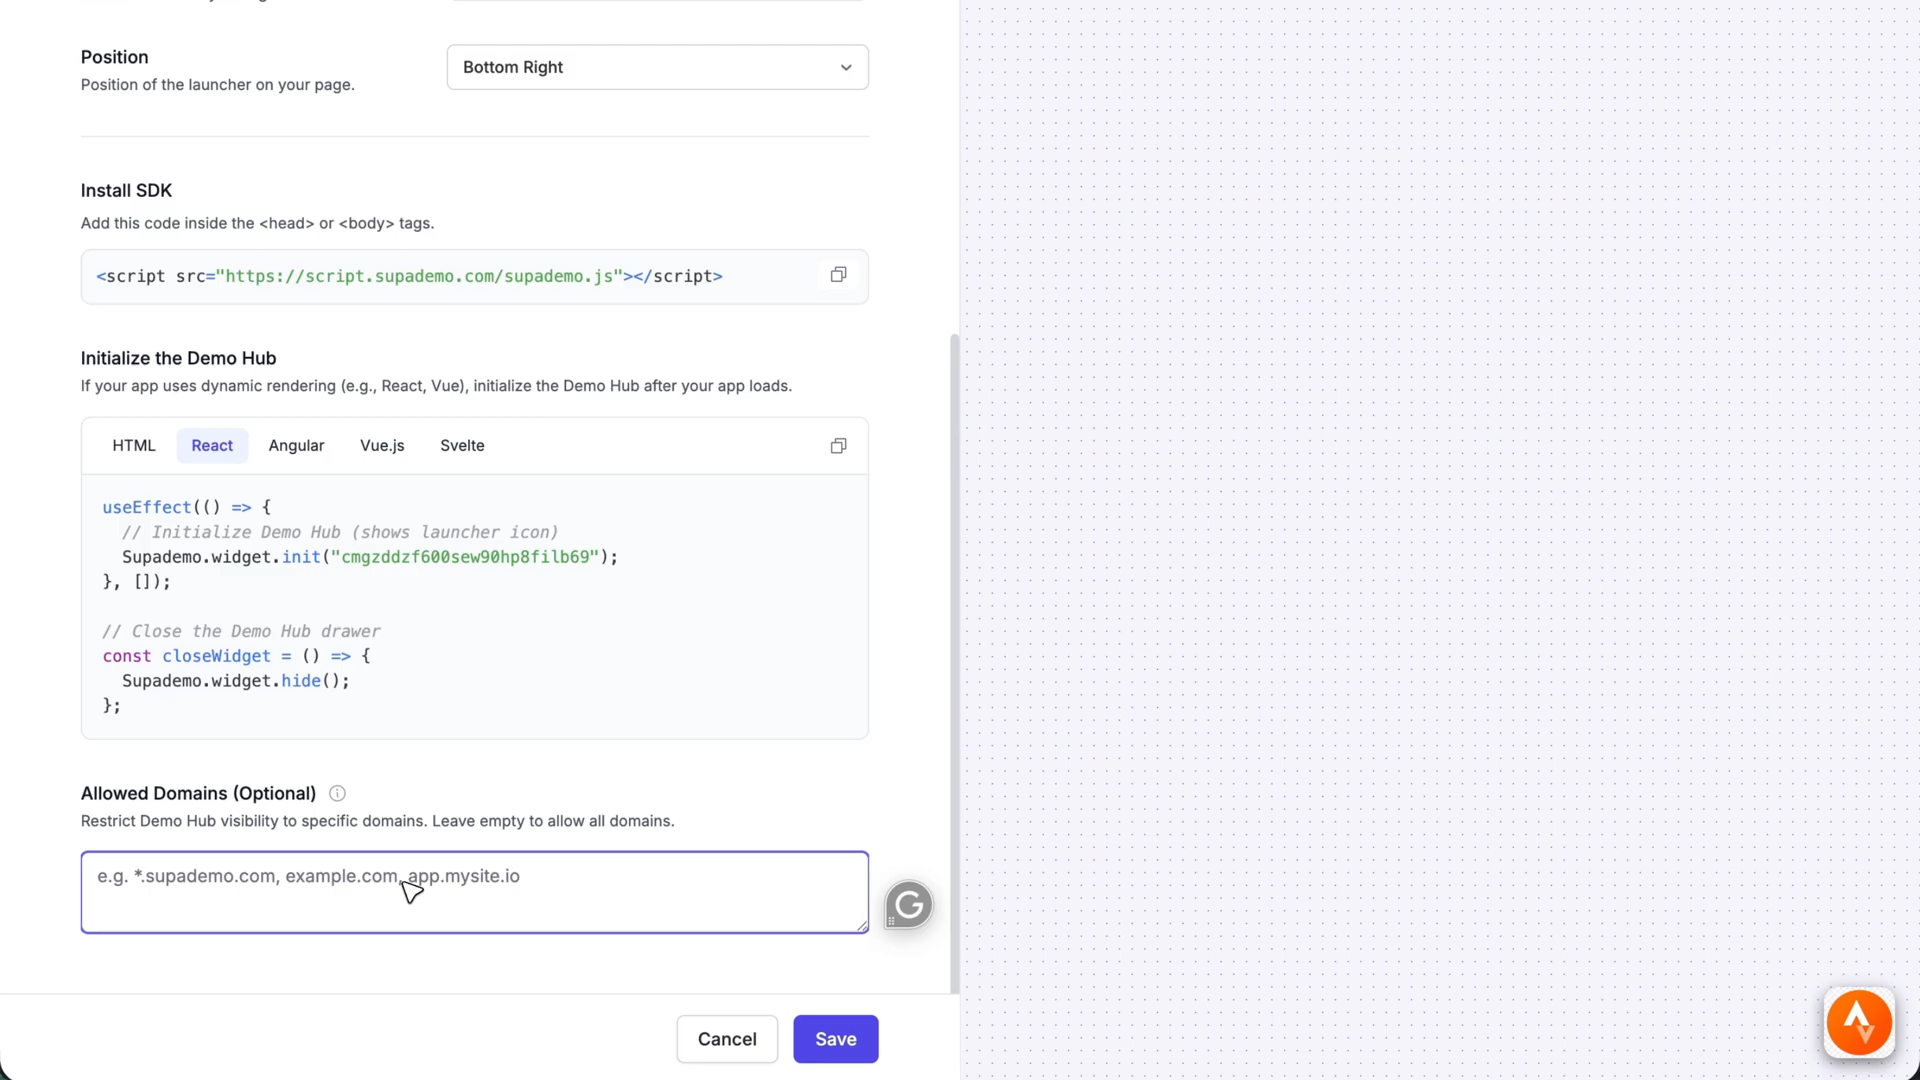 Position
Bottom Right
Position of the launcher on your page.
Install SDK
Add this code inside the <head> or <body> tags.
<script src="https://script.supademo.com/supademo.js"></script>
Initialize the Demo Hub
If your app uses dynamic rendering (e.g., React, Vue), initialize the Demo Hub after your app loads.
HTML React Angular Vue.js Svelte
useEffect(() => {
// Initialize Demo Hub (shows launcher icon)
Supademo.widget.init("cmgzddzf600sew90hp8filb69");
}, []);
// Close the Demo Hub drawer
const closeWidget = () => {
Supademo.widget.hide();
};
Allowed Domains (Optional)
Restrict Demo Hub visibility to specific domains. Leave empty to allow all domains.
e.g. *.supademo.com, example.com, app.mysite.io
Cancel Save